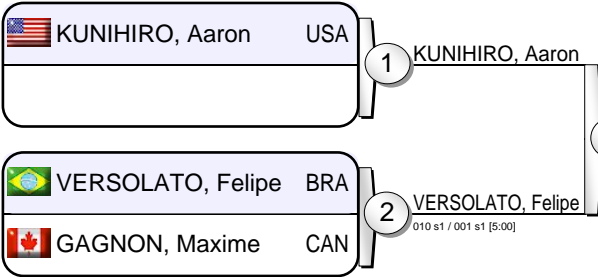 KUNIHIRO, Aaron USA
1
KUNIHIRO, Aaron
VERSOLATO, Felipe BRA
2
VERSOLATO, Felipe
010 s1 / 001 s1 [5:00]
GAGNON, Maxime CAN